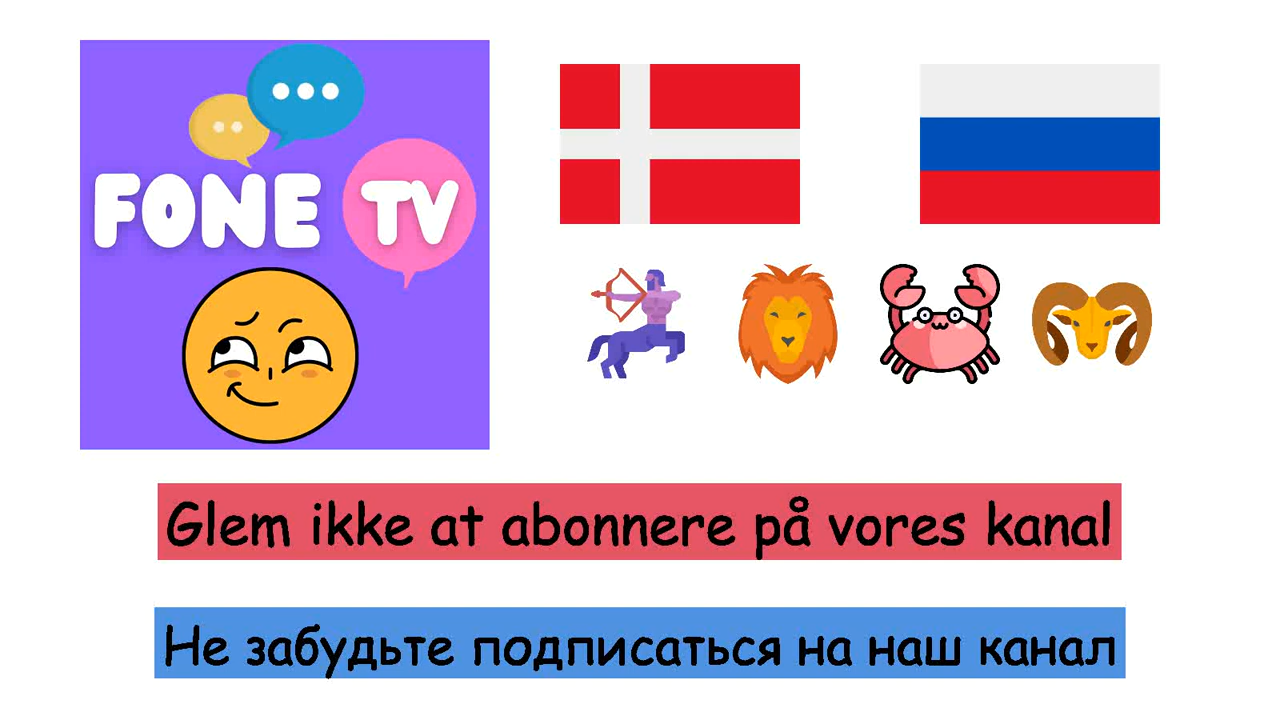 FONE TV
Glem ikke at abonnere på vores kanal
Не забудьте подписаться на наш канал